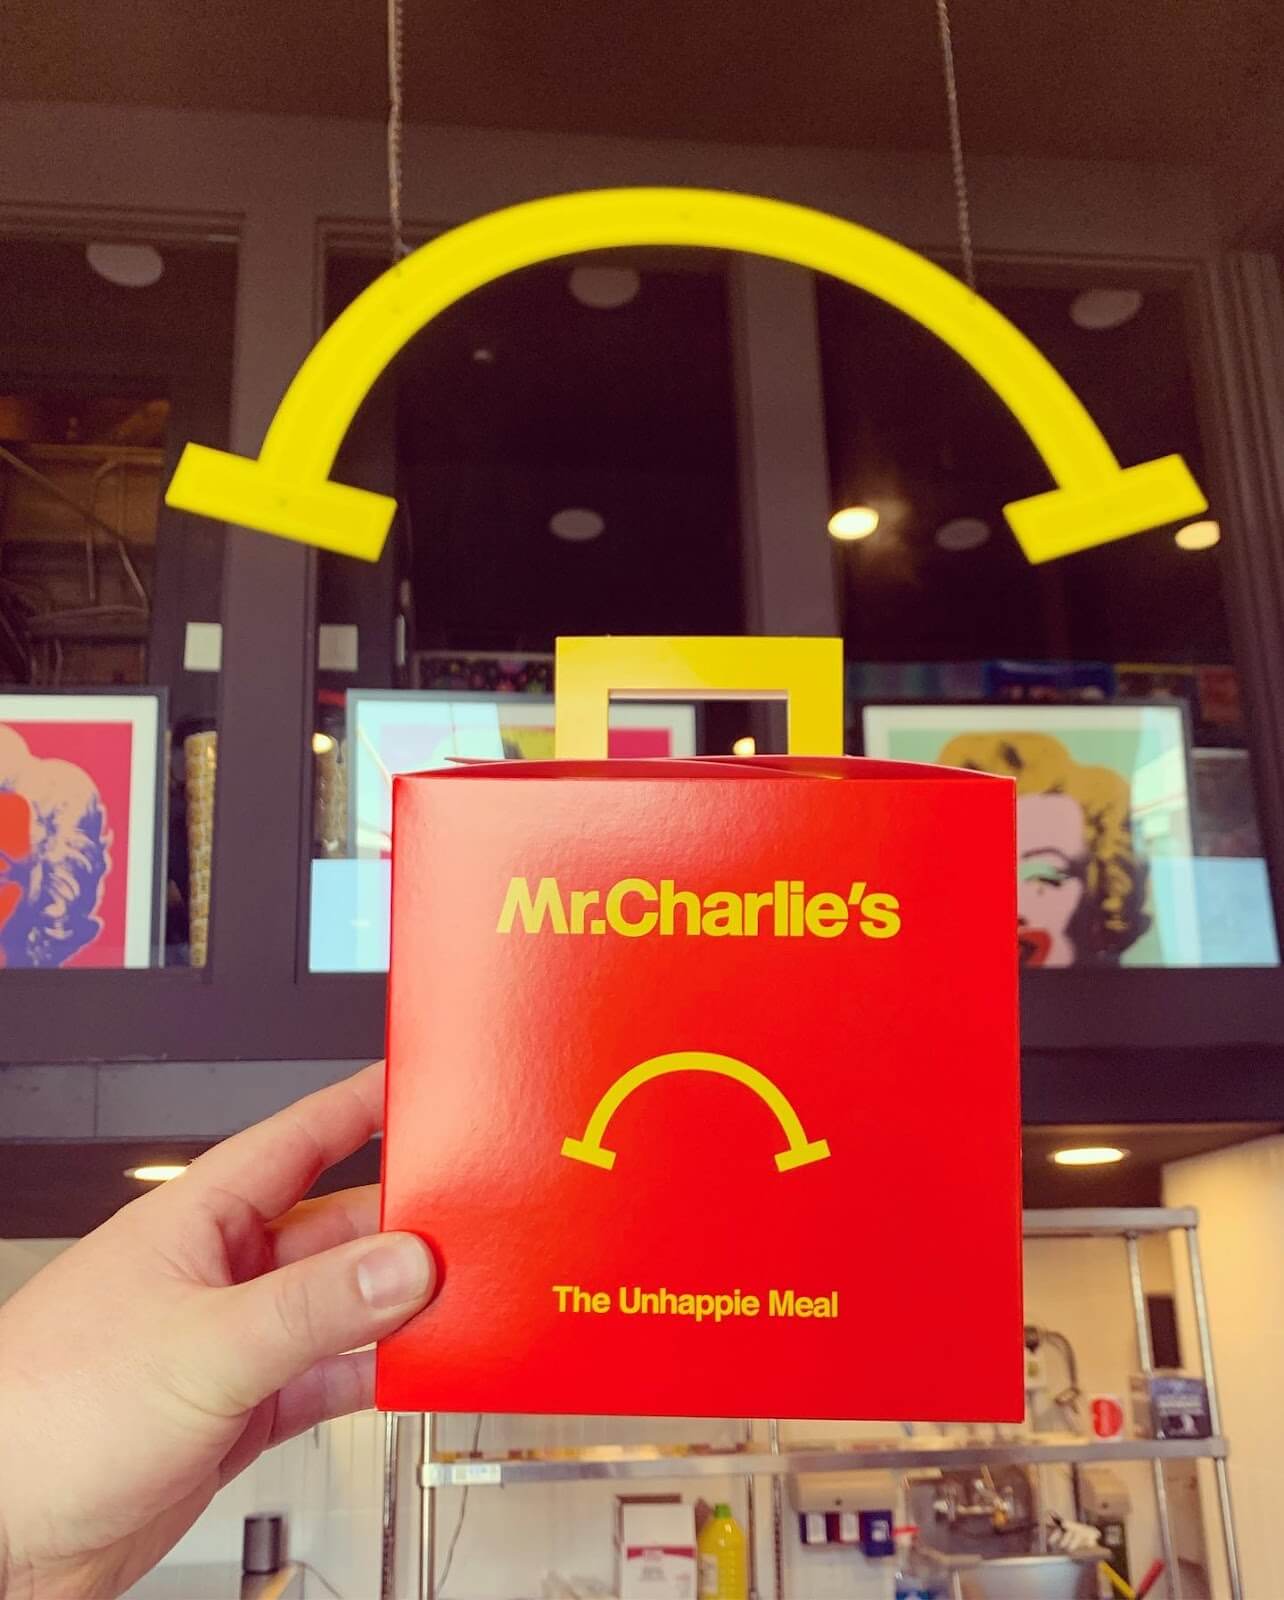 Mr.Charlie's
The Unhappie Meal